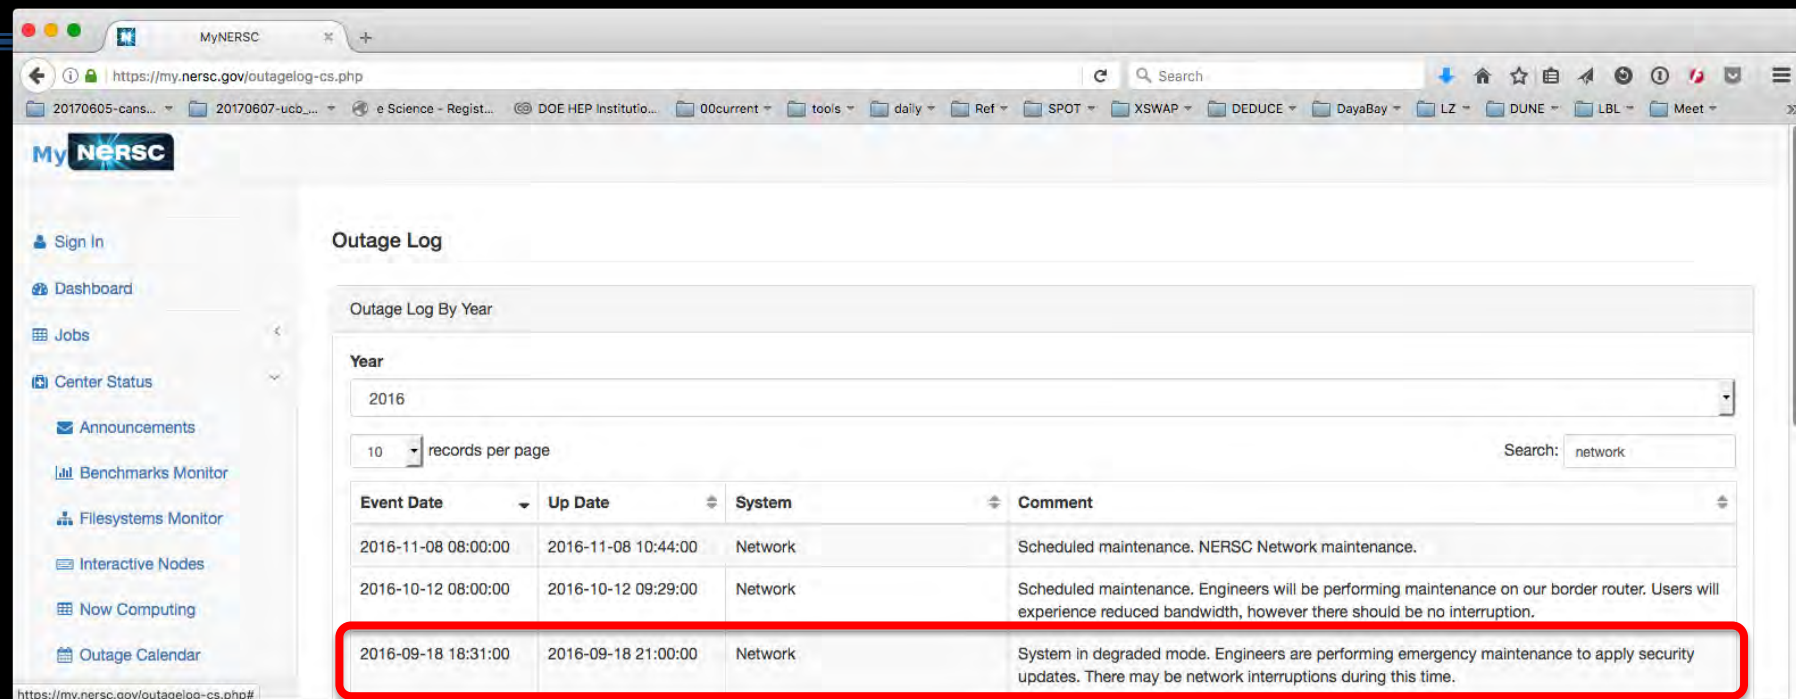 MyNERSC
https://my.nersc.gov/outagelog-cs.php
Search
20170605-cans... 20170607-ucb_... e Science - Regist... DOE HEP Institutio... 00current tools daily Ref SPOT XSWAP DEDUCE DayaBay LZ DUNE LBL Meet
My NERSC
Sign In
Dashboard
Jobs
Center Status
Announcements
Benchmarks Monitor
Filesystems Monitor
Interactive Nodes
Now Computing
Outage Calendar
https://my.nersc.gov/outagelog-cs.php#
Outage Log
Outage Log By Year
Year
2016
10 records per page
Search: network
Event Date Up Date System Comment
2016-11-08 08:00:00 2016-11-08 10:44:00 Network Scheduled maintenance. NERSC Network maintenance.
2016-10-12 08:00:00 2016-10-12 09:29:00 Network Scheduled maintenance. Engineers will be performing maintenance on our border router. Users will
experience reduced bandwidth, however there should be no interruption.
2016-09-18 18:31:00 2016-09-18 21:00:00 Network System in degraded mode. Engineers are performing emergency maintenance to apply security
updates. There may be network interruptions during this time.